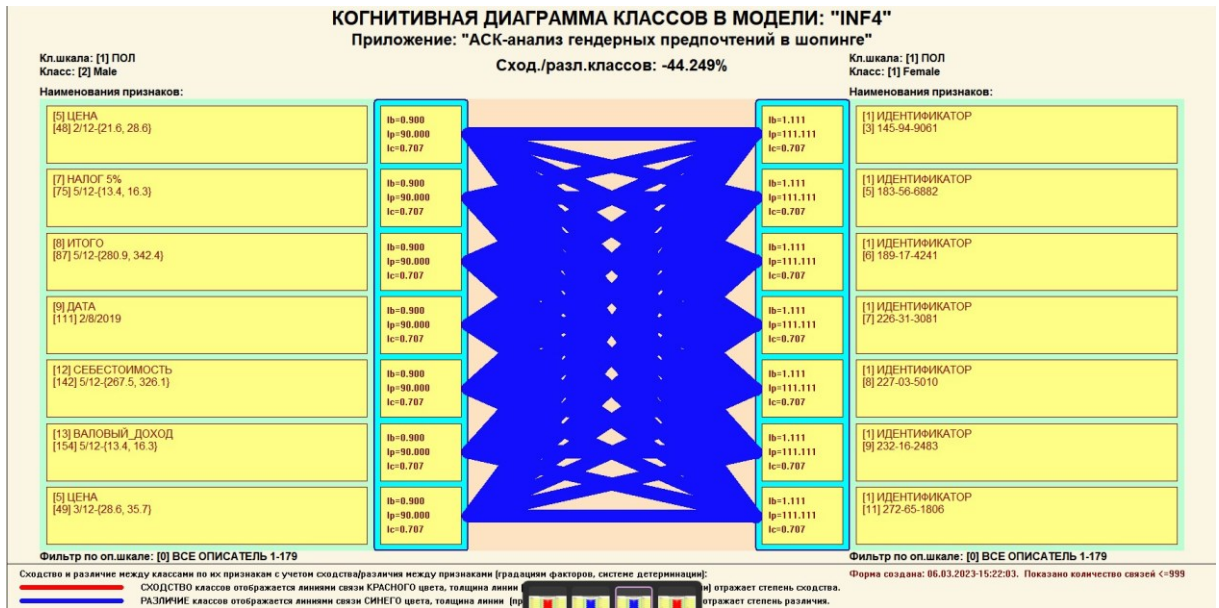 КОГНИТИВНАЯ ДИАГРАММА КЛАССОВ В МОДЕЛИ: "INF4"
Приложение: "АСК-анализ гендерных предпочтений в шопинге"
Кл.шкала: [1] ПОЛ
Класс: [2] Male
Сход./разл.классов: -44.249%
Кл.шкала: [1] ПОЛ
Класс: [1] Female
Наименования признаков:
Наименования признаков:
[5] ЦЕНА
[48] 2/12-{21.6, 28.6}
Ib=0.900
Ip=90.000
Ic=0.707
Ib=1.111
Ip=111.111
Ic=0.707
[1] ИДЕНТИФИКАТОР
[3] 145-94-9061
[7] НАЛОГ 5%
[75] 5/12-{13.4, 16.3}
Ib=0.900
Ip=90.000
Ic=0.707
Ib=1.111
Ip=111.111
Ic=0.707
[1] ИДЕНТИФИКАТОР
[5] 183-56-6882
[8] ИТОГО
[87] 5/12-{280.9, 342.4}
Ib=0.900
Ip=90.000
Ic=0.707
Ib=1.111
Ip=111.111
Ic=0.707
[1] ИДЕНТИФИКАТОР
[6] 189-17-4241
[9] ДАТА
[111] 2/8/2019
Ib=0.900
Ip=90.000
Ic=0.707
Ib=1.111
Ip=111.111
Ic=0.707
[1] ИДЕНТИФИКАТОР
[7] 226-31-3081
[12] СЕБЕСТОИМОСТЬ
[142] 5/12-{267.5, 326.1}
Ib=0.900
Ip=90.000
Ic=0.707
Ib=1.111
Ip=111.111
Ic=0.707
[1] ИДЕНТИФИКАТОР
[8] 227-03-5010
[13] ВАЛОВЫЙ_ДОХОД
[154] 5/12-{13.4, 16.3}
Ib=0.900
Ip=90.000
Ic=0.707
Ib=1.111
Ip=111.111
Ic=0.707
[1] ИДЕНТИФИКАТОР
[9] 232-16-2483
[5] ЦЕНА
[49] 3/12-{28.6, 35.7}
Ib=0.900
Ip=90.000
Ic=0.707
Ib=1.111
Ip=111.111
Ic=0.707
[1] ИДЕНТИФИКАТОР
[11] 272-65-1806
Фильтр по оп.шкале: [0] ВСЕ ОПИСАТЕЛЬ 1-179
Фильтр по оп.шкале: [0] ВСЕ ОПИСАТЕЛЬ 1-179
Сходство и различие между классами по их признакам с учетом сходства/различия между признаками (градациям факторов, системе детерминации):
Форма создана: 06.03.2023-15:22:03. Показано количество связей <=999
СХОДСТВО классов отображается линиями связи КРАСНОГО цвета, толщина линии отражает степень сходства.
РАЗЛИЧИЕ классов отображается линиями связи СИНЕГО цвета, толщина линии (пр отражает степень различия.